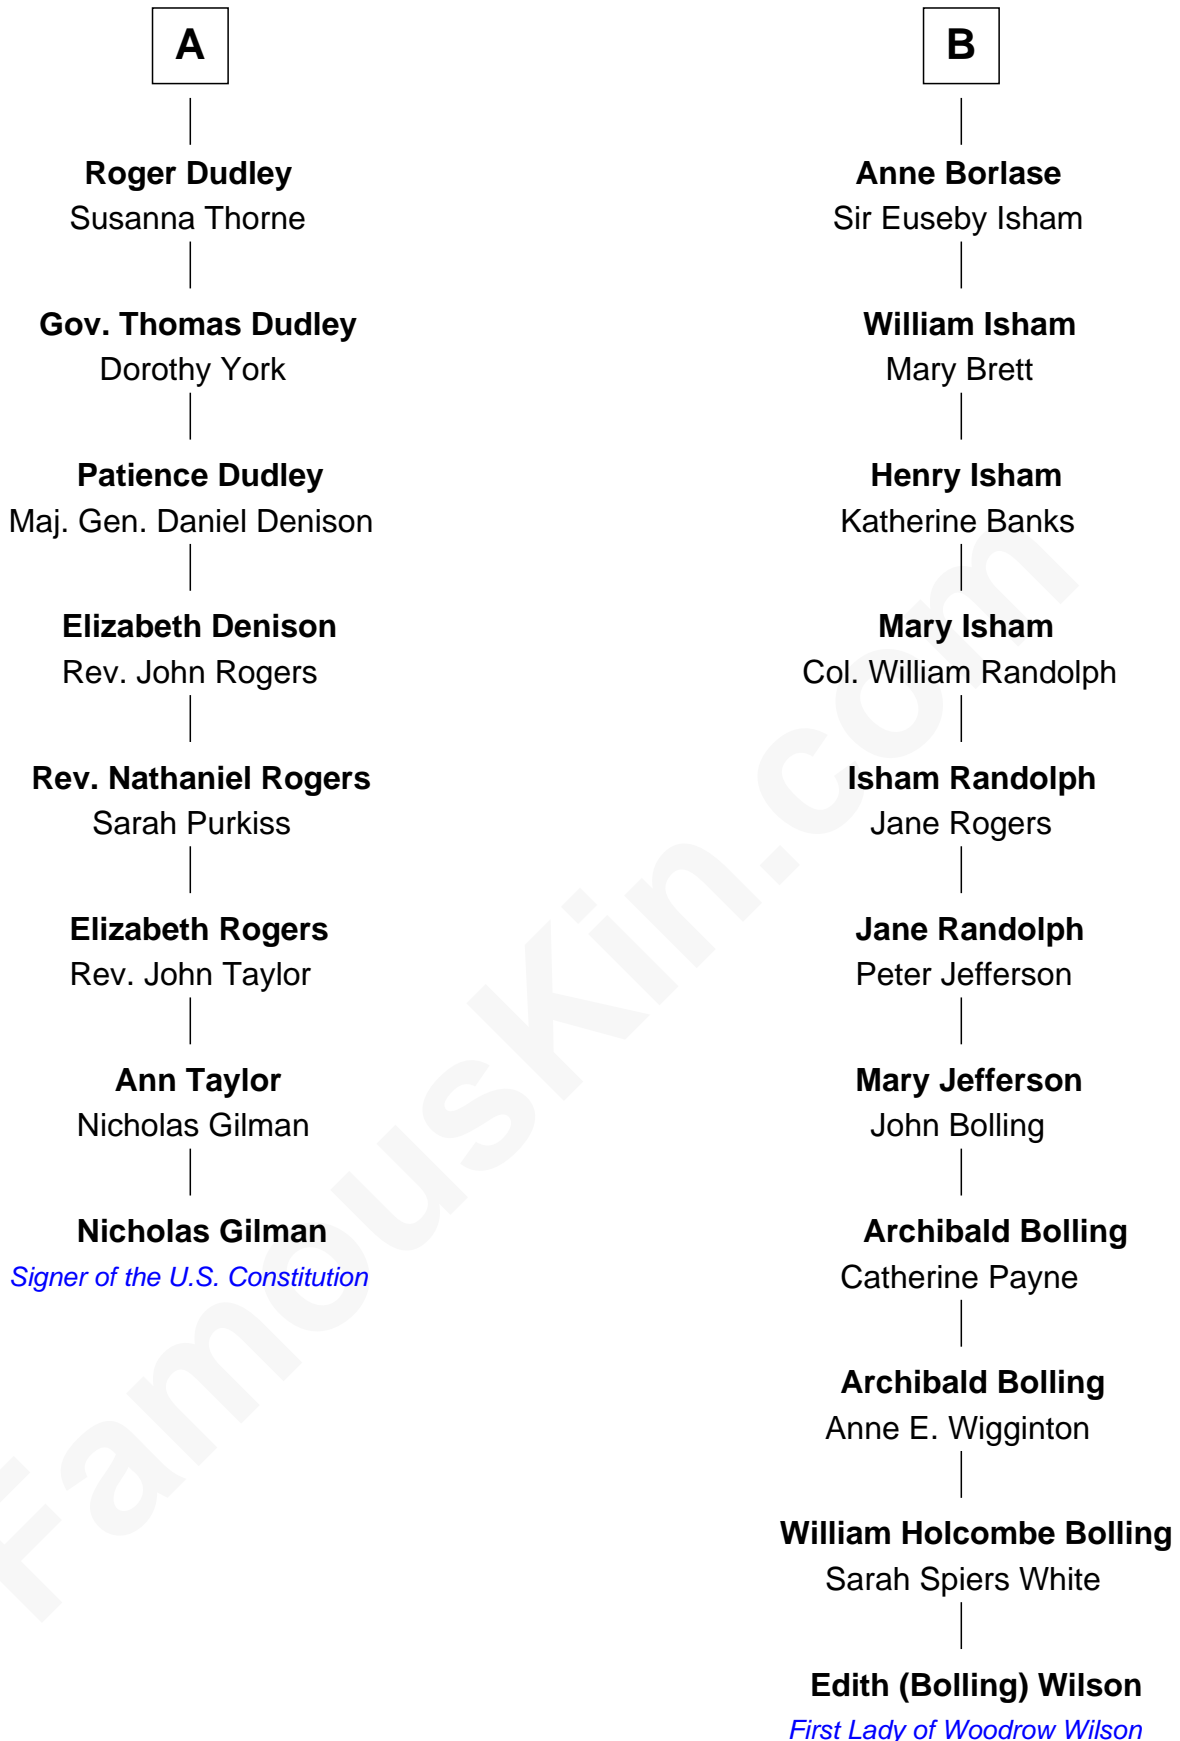 A
Roger Dudley
Susanna Thorne
Gov. Thomas Dudley
Dorothy York
Patience Dudley
Maj. Gen. Daniel Denison
Elizabeth Denison
Rev. John Rogers
Rev. Nathaniel Rogers
Sarah Purkiss
Elizabeth Rogers
Rev. John Taylor
Ann Taylor
Nicholas Gilman
Nicholas Gilman
Signer of the U.S. Constitution
B
Anne Borlase
Sir Euseby Isham
William Isham
Mary Brett
Henry Isham
Katherine Banks
Mary Isham
Col. William Randolph
Isham Randolph
Jane Rogers
Jane Randolph
Peter Jefferson
Mary Jefferson
John Bolling
Archibald Bolling
Catherine Payne
Archibald Bolling
Anne E. Wigginton
William Holcombe Bolling
Sarah Spiers White
Edith (Bolling) Wilson
First Lady of Woodrow Wilson
FamousKin.com